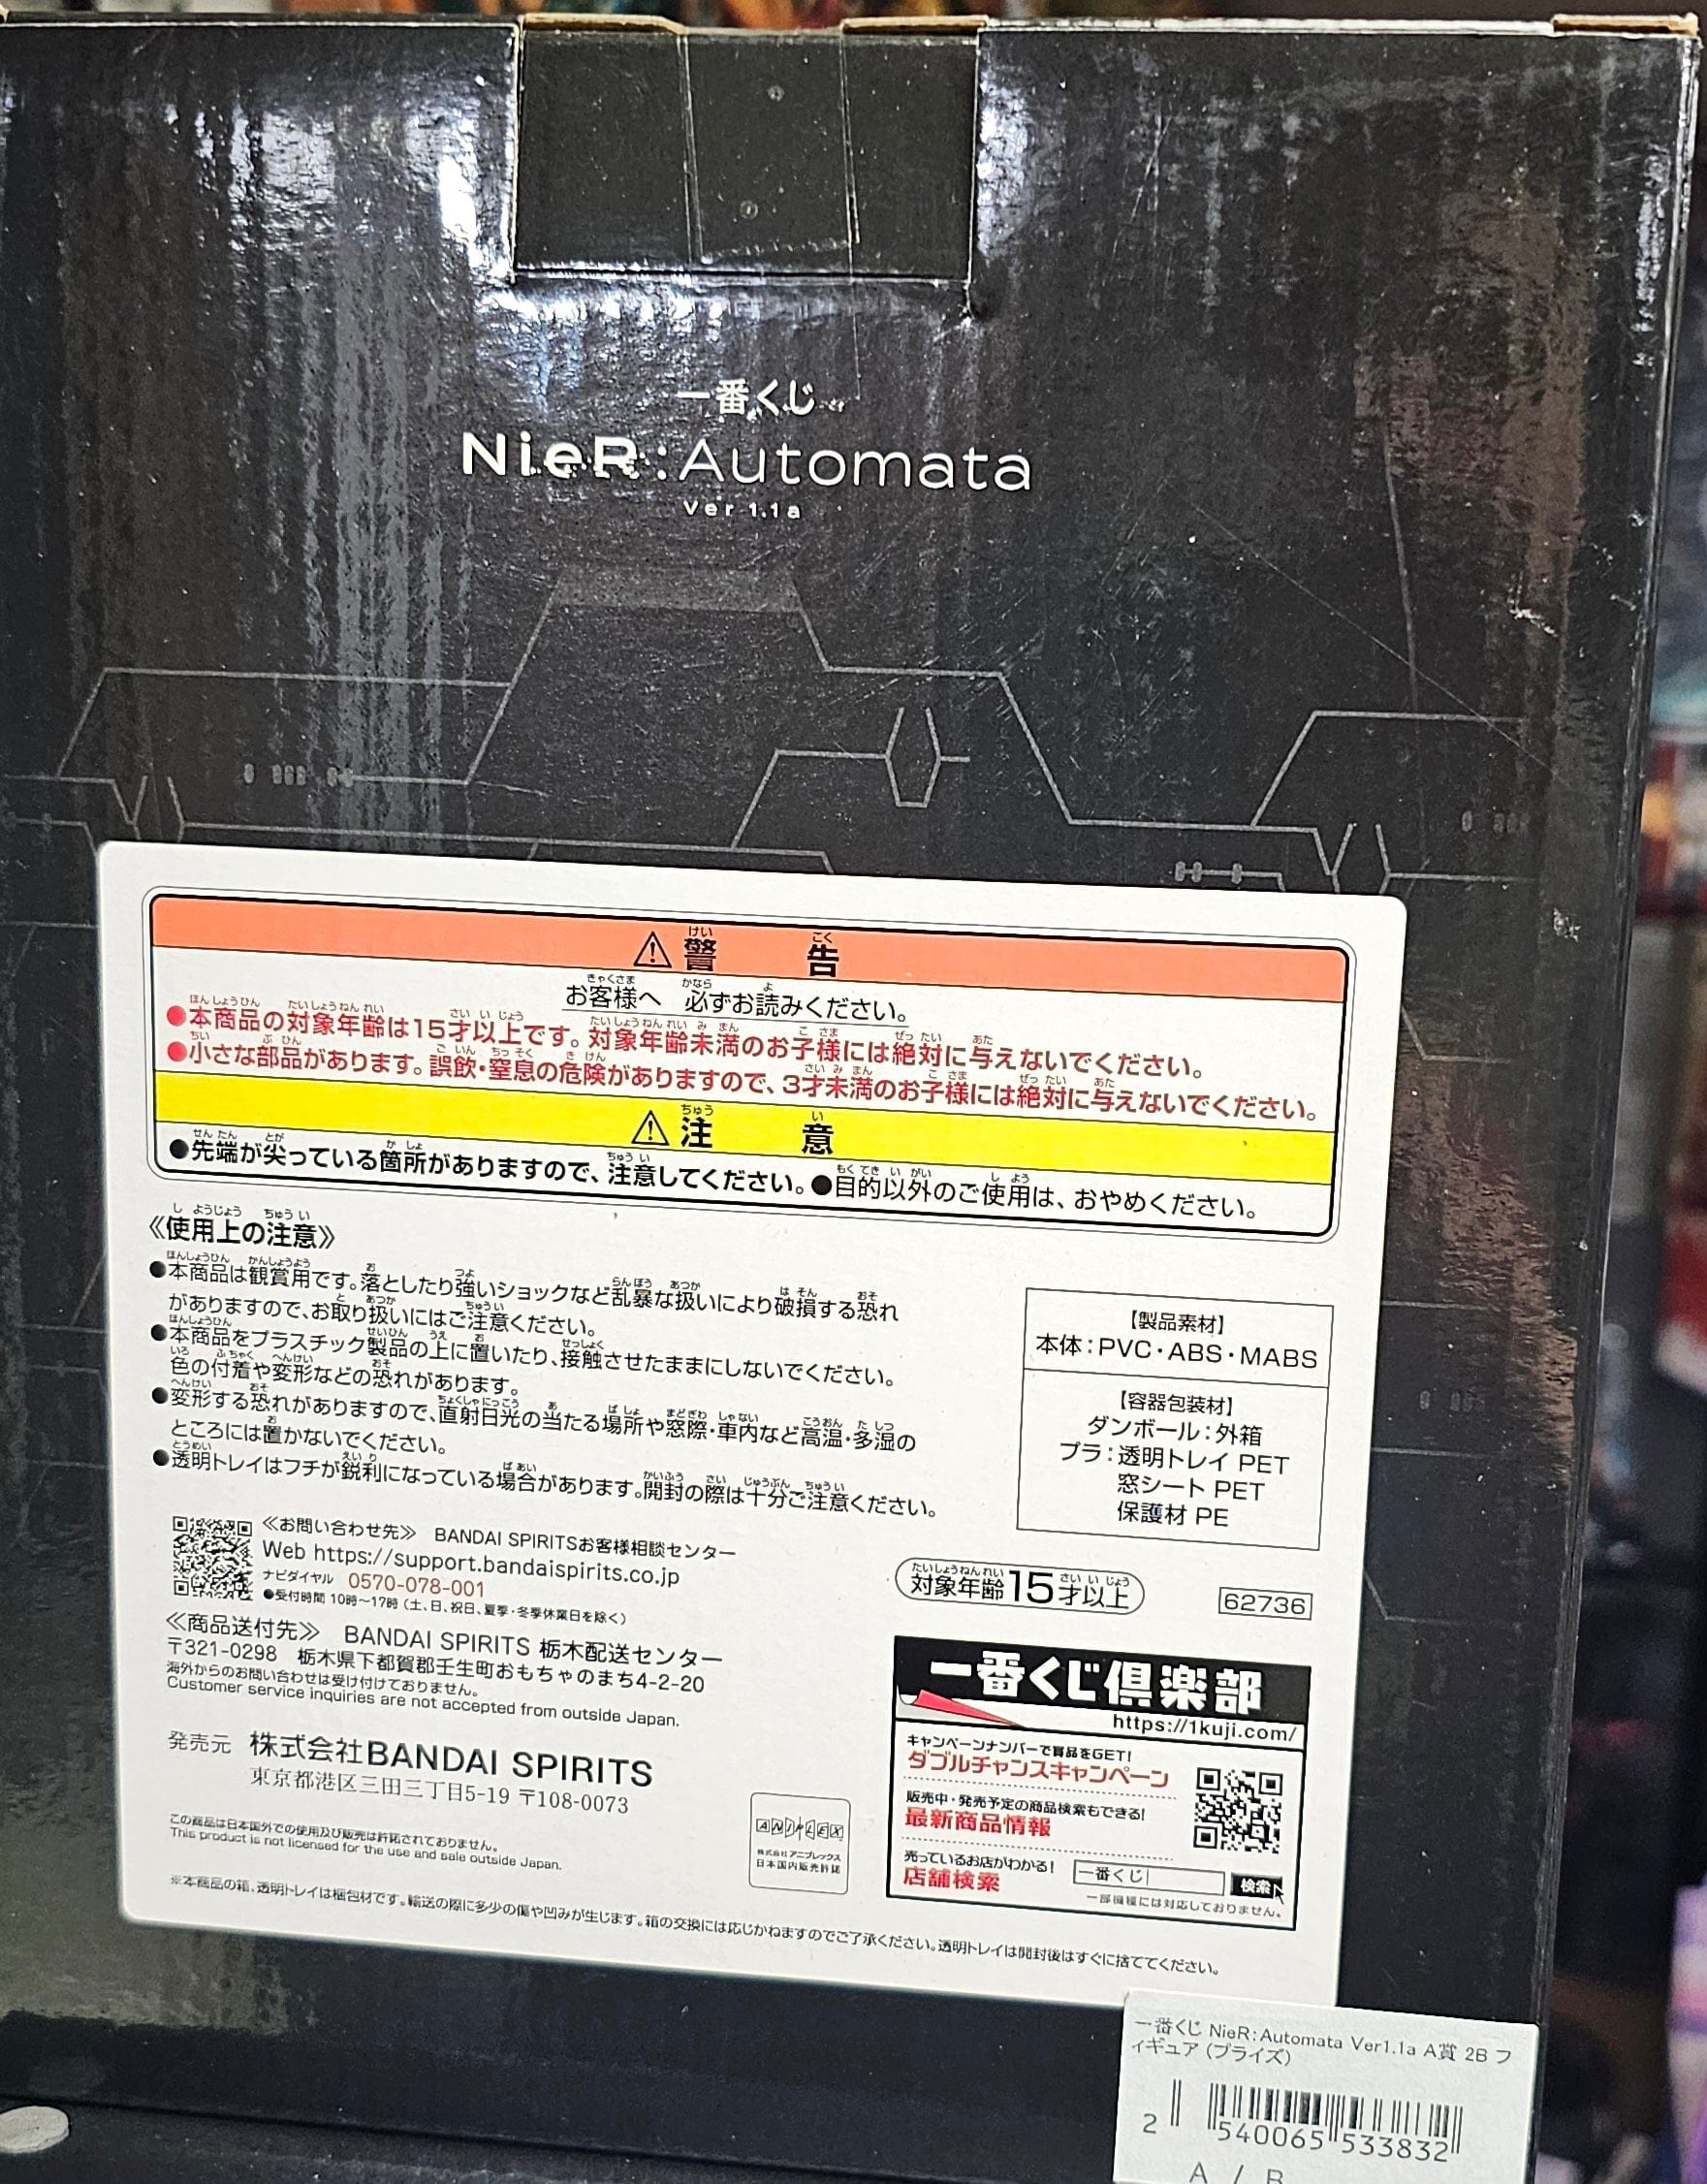 一番くじ
NieR:Automata
Ver 1.1a
⚠警告
お客様へ 必ずお読みください。
●本商品の対象年齢は15才以上です。対象年齢未満のお子様には絶対に与えないでください。
●小さな部品があります。誤飲・窒息の危険がありますので、3才未満のお子様には絶対に与えないでください。
⚠注意
●先端が尖っている箇所がありますので、注意してください。●目的以外のご使用は、おやめください。
《使用上の注意》
●本商品は観賞用です。落としたり強いショックなど乱暴な扱いにより破損する恐れ
がありますので、お取り扱いにはご注意ください。
●本商品をプラスチック製品の上に置いたり、接触させたままにしないでください。
色の付着や変形などの恐れがあります。
●変形する恐れがありますので、直射日光の当たる場所や窓際・車内など高温・多湿の
ところには置かないでください。
●透明トレイはフチが鋭利になっている場合があります。開封の際は十分ご注意ください。
【製品素材】
本体:PVC・ABS・MABS
【容器包装材】
ダンボール:外箱
プラ:透明トレイ PET
窓シート PET
保護材 PE
≪お問い合わせ先≫ BANDAI SPIRITSお客様相談センター
Web https://support.bandaispirits.co.jp
ナビダイヤル 0570-078-001
●受付時間 10時〜17時(土、日、祝日、夏季・冬季休業日を除く)
≪商品送付先≫ BANDAI SPIRITS 栃木配送センター
〒321-0298 栃木県下都賀郡壬生町おもちゃのまち4-2-20
海外からのお問い合わせは受け付けておりません。
Customer service inquiries are not accepted from outside Japan.
発売元 株式会社BANDAI SPIRITS
東京都港区三田三丁目5-19 〒108-0073
この商品は日本国外での使用及び販売は許諾されておりません。
This product is not licensed for the use and sale outside Japan.
ANIPLEX
株式会社アニプレックス
日本国内販売許諾
対象年齢15才以上
62736
一番くじ倶楽部
https://1kuji.com/
キャンペーンナンバーで賞品をGET!
ダブルチャンスキャンペーン
販売中・発売予定の商品検索もできる!
最新商品情報
売っているお店がわかる!
店舗検索
一番くじ 検索
一部機種には対応しておりません。
※本商品の箱、透明トレイは梱包材です。輸送の際に多少の傷や凹みが生じます。箱の交換には応じかねますのでご了承ください。透明トレイは開封後はすぐに捨ててください。
一番くじ NieR:Automata Ver1.1a A賞 2B フ
ィギュア (プライズ)
2 540065 533832
A / B